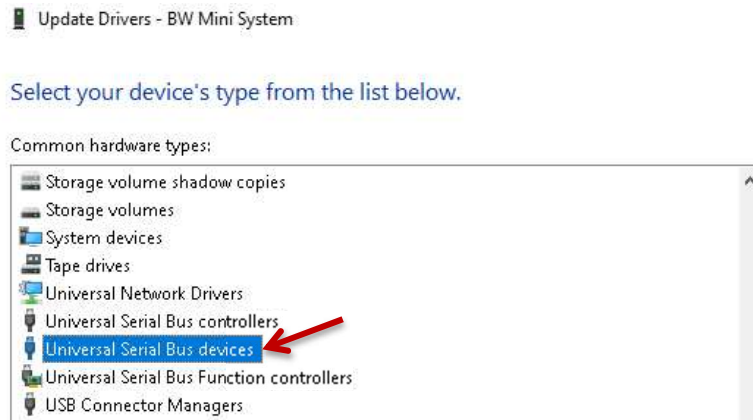 Update Drivers - BW Mini System
Select your device's type from the list below.
Common hardware types:
Storage volume shadow copies
Storage volumes
System devices
Tape drives
Universal Network Drivers
Universal Serial Bus controllers
Universal Serial Bus devices
Universal Serial Bus Function controllers
USB Connector Managers